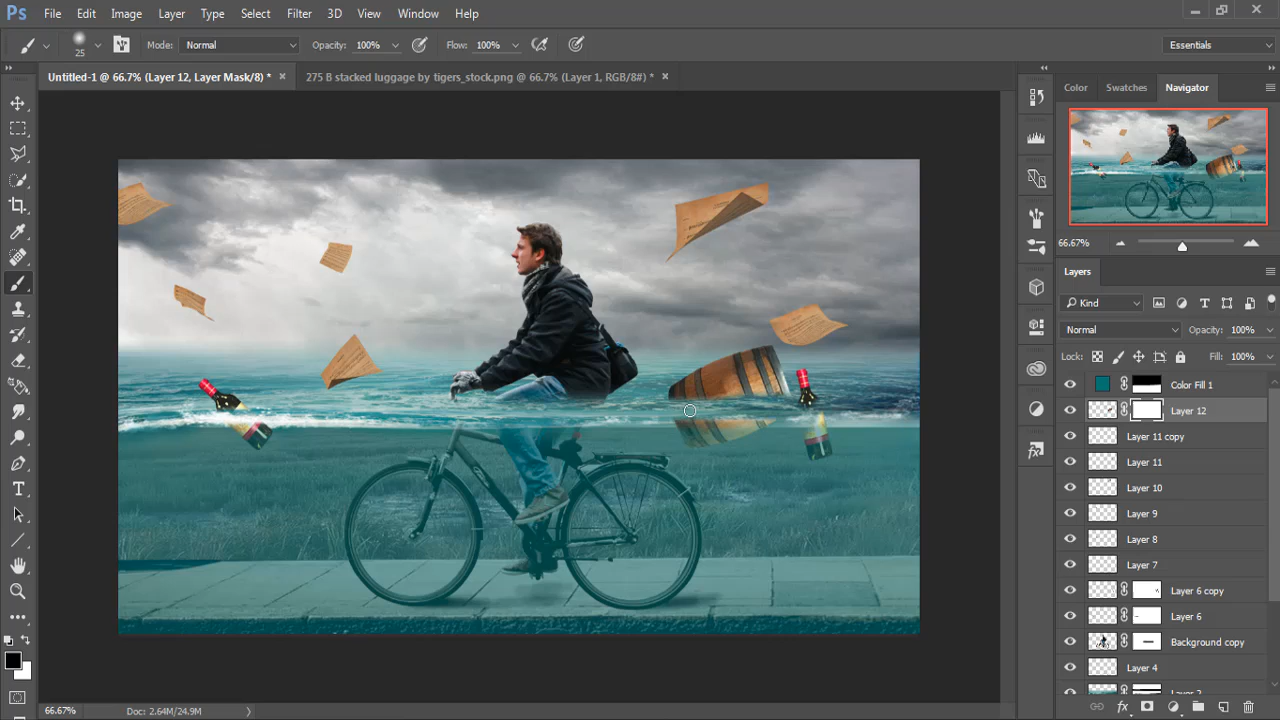 Ps File Edit Image Layer Type Select Filter 3D View Window Help
25 Mode: Normal Opacity: 100% Flow: 100% Essentials
Untitled-1 @ 66.7% (Layer 12, Layer Mask/8) * × 275 B stacked luggage by tigers_stock.png @ 66.7% (Layer 1, RGB/8#) * ×
Color Swatches Navigator
66.67%
Layers
Kind
Normal Opacity: 100%
Lock: Fill: 100%
Color Fill 1
Layer 12
Layer 11 copy
Layer 11
Layer 10
Layer 9
Layer 8
Layer 7
Layer 6 copy
Layer 6
Background copy
Layer 4
Layer 2
66.67% Doc: 2.64M/24.9M